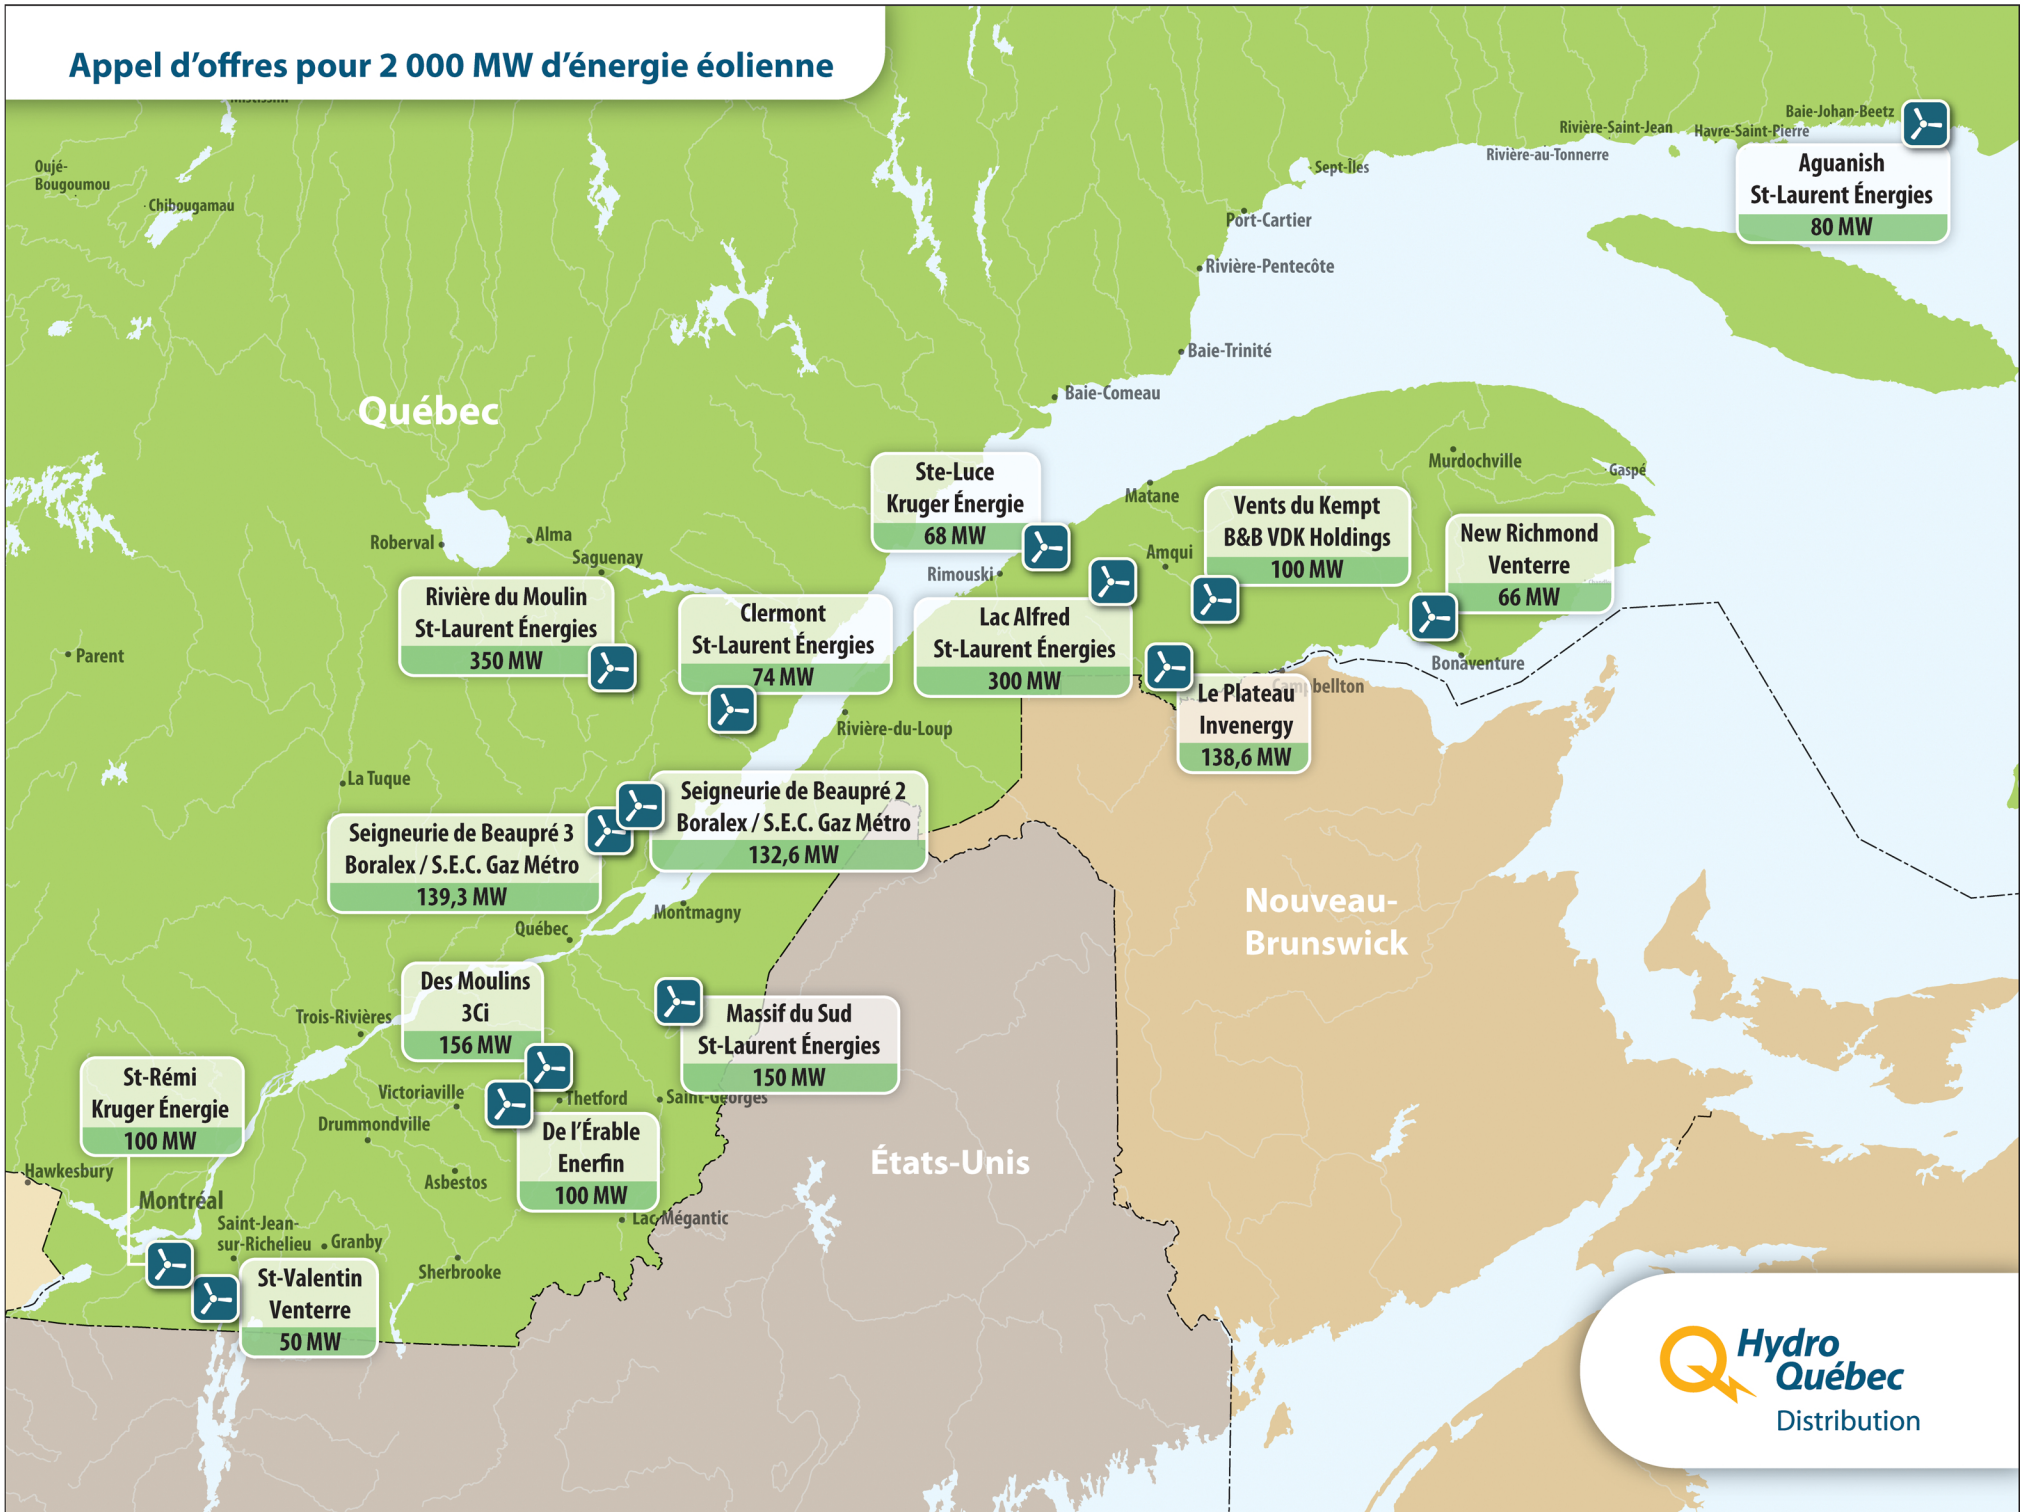 Appel d'offres pour 2 000 MW d'énergie éolienne
Mistissini
Oujé-
Bougoumou
Chibougamau
Baie-Johan-Beetz
Rivière-Saint-Jean
Havre-Saint-Pierre
Rivière-au-Tonnerre
Sept-Îles
Aguanish
St-Laurent Énergies
80 MW
Port-Cartier
Rivière-Pentecôte
Baie-Trinité
Baie-Comeau
Québec
Murdochville
Gaspé
Matane
Ste-Luce
Kruger Énergie
68 MW
Vents du Kempt
B&B VDK Holdings
100 MW
New Richmond
Venterre
66 MW
Roberval
Alma
Saguenay
Rimouski
Amqui
Rivière du Moulin
St-Laurent Énergies
350 MW
Clermont
St-Laurent Énergies
74 MW
Lac Alfred
St-Laurent Énergies
300 MW
Bonaventure
Campbellton
Le Plateau
Invenergy
138,6 MW
Parent
Rivière-du-Loup
La Tuque
Seigneurie de Beaupré 2
Boralex / S.E.C. Gaz Métro
132,6 MW
Seigneurie de Beaupré 3
Boralex / S.E.C. Gaz Métro
139,3 MW
Montmagny
Québec
Nouveau-
Brunswick
Des Moulins
3Ci
156 MW
Trois-Rivières
Massif du Sud
St-Laurent Énergies
150 MW
St-Rémi
Kruger Énergie
100 MW
Victoriaville
Thetford
Saint-Georges
Drummondville
De l'Érable
Enerfin
100 MW
États-Unis
Hawkesbury
Asbestos
Montréal
Lac Mégantic
Saint-Jean-
sur-Richelieu
Granby
Sherbrooke
St-Valentin
Venterre
50 MW
Hydro
Québec
Distribution